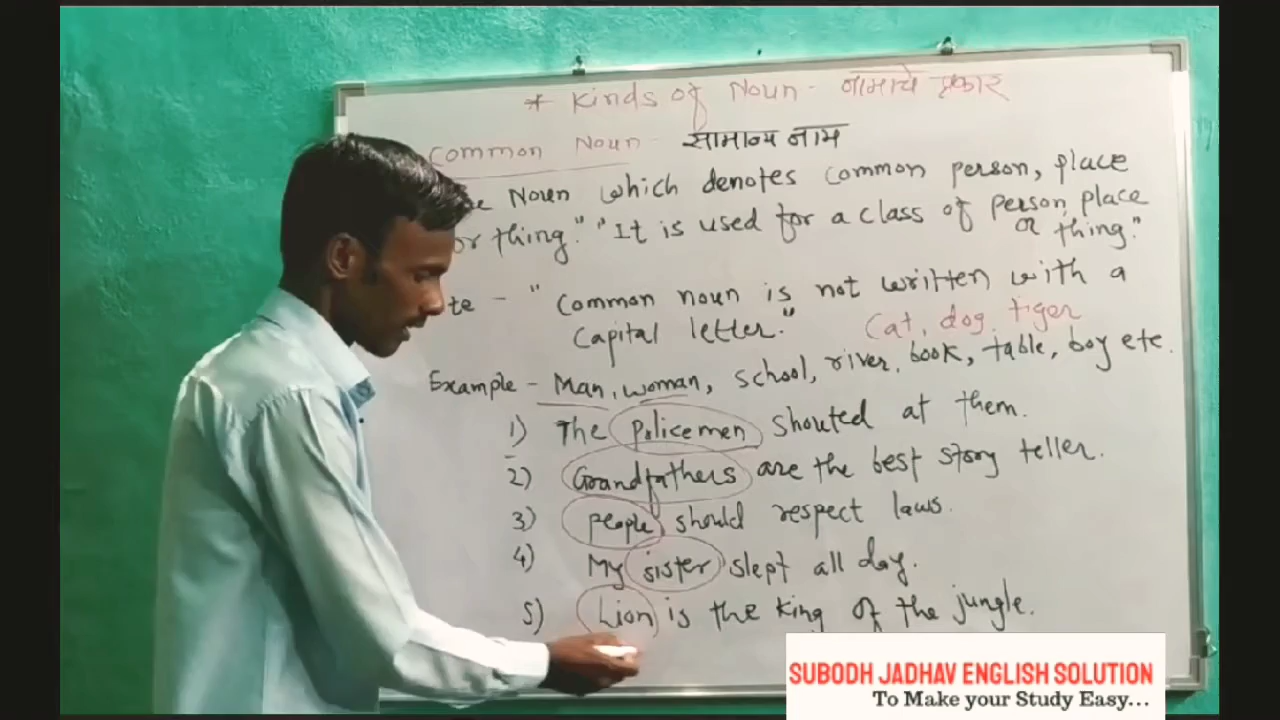 * Kinds of Noun - नामाचे प्रकार
Common Noun - सामान्य नाम
Noun which denotes common person, place
or thing." "It is used for a class of person, place
or thing."
"Common noun is not written with a
Capital letter."
Cat, dog, tiger
Example - Man, woman, school, river, book, table, boy etc.
1) The policemen shouted at them.
2) Grandfathers are the best story teller.
3) people should respect laws.
4) My sister slept all day.
5) Lion is the king of the jungle.
SUBODH JADHAV ENGLISH SOLUTION
To Make your Study Easy...